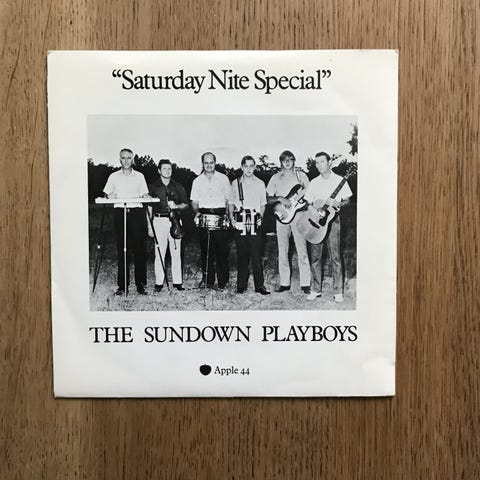 “Saturday Nite Special”
THE SUNDOWN PLAYBOYS
Apple 44